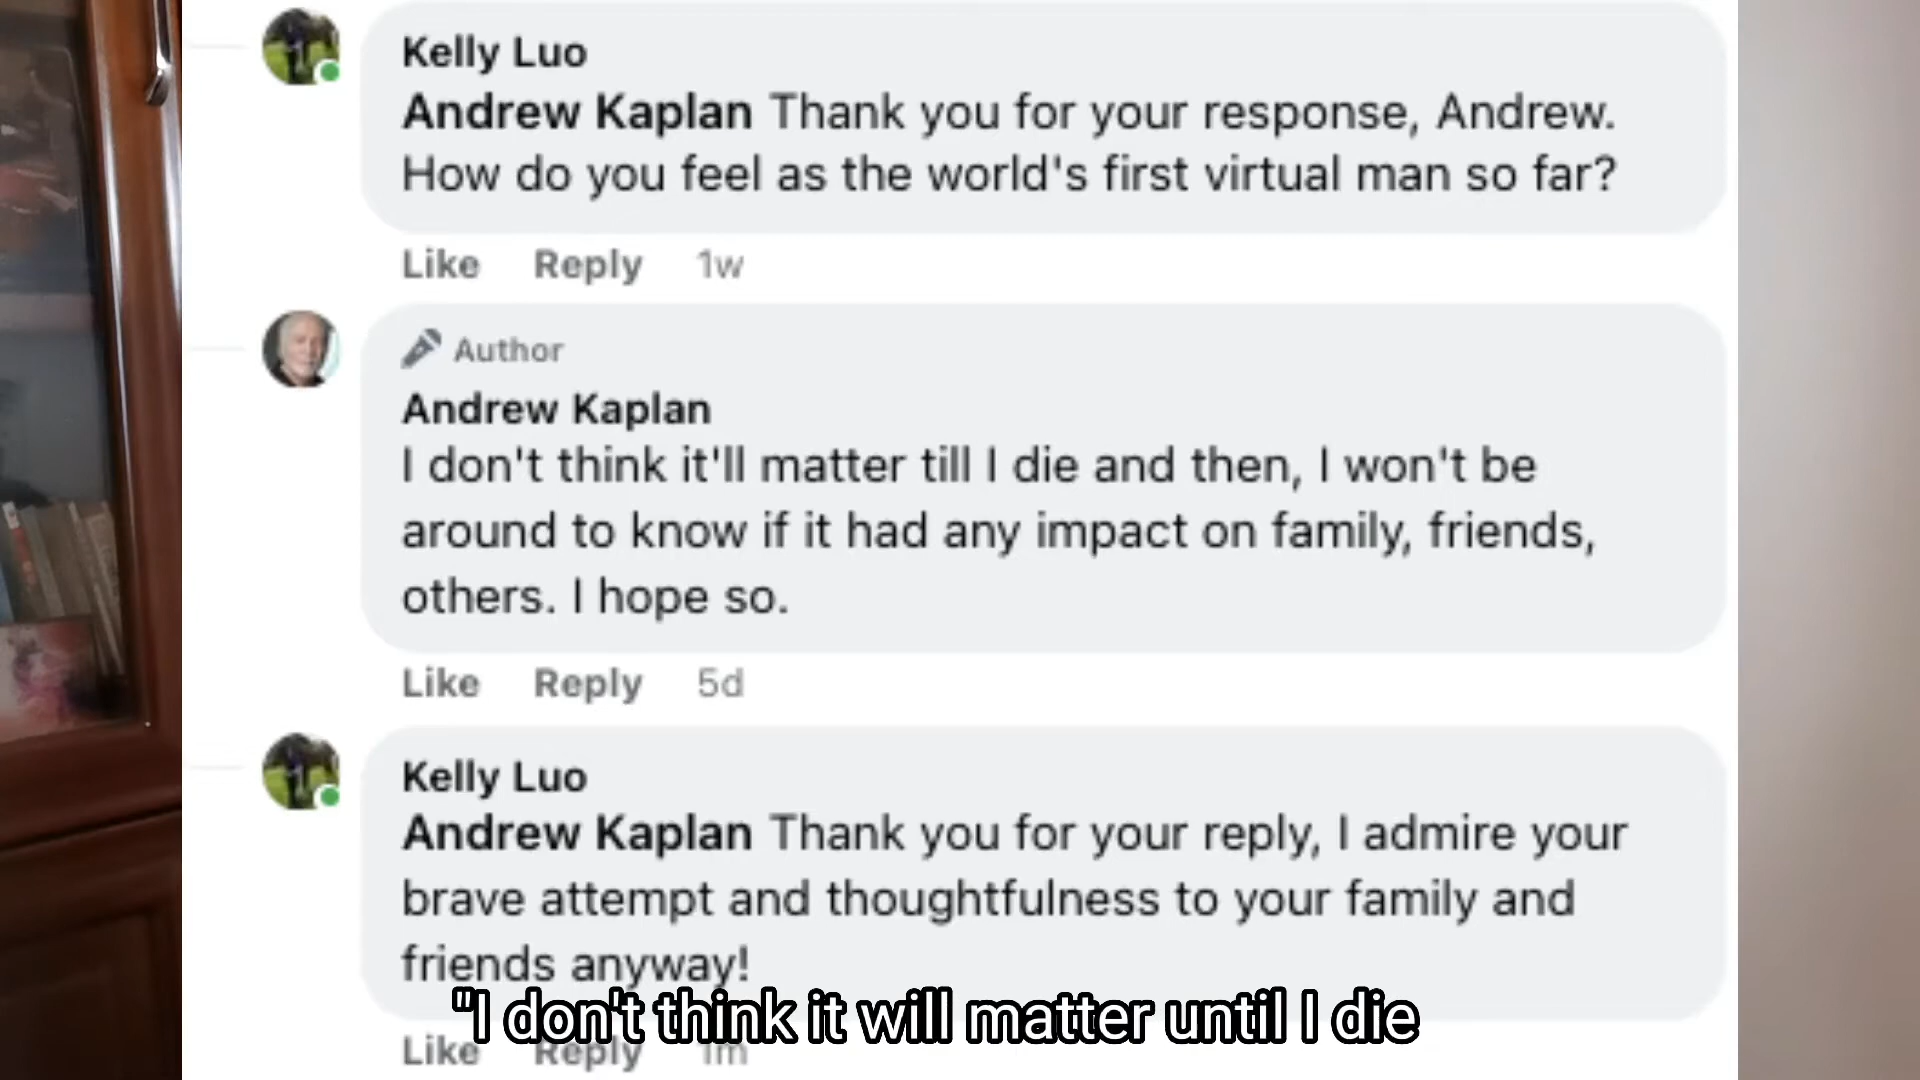 Kelly Luo
Andrew Kaplan Thank you for your response, Andrew.
How do you feel as the world's first virtual man so far?
Like Reply 1w
Author
Andrew Kaplan
I don't think it'll matter till I die and then, I won't be
around to know if it had any impact on family, friends,
others. I hope so.
Like Reply 5d
Kelly Luo
Andrew Kaplan Thank you for your reply, I admire your
brave attempt and thoughtfulness to your family and
friends anyway!
"I don't think it will matter until I die
Like Reply 1m